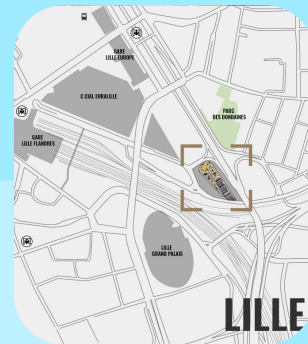 GARE
LILLE EUROPE
C.CIAL EURALILLE
PARC
DES DONDAINES
GARE
LILLE FLANDRES
LILLE
GRAND PALAIS
LILLE